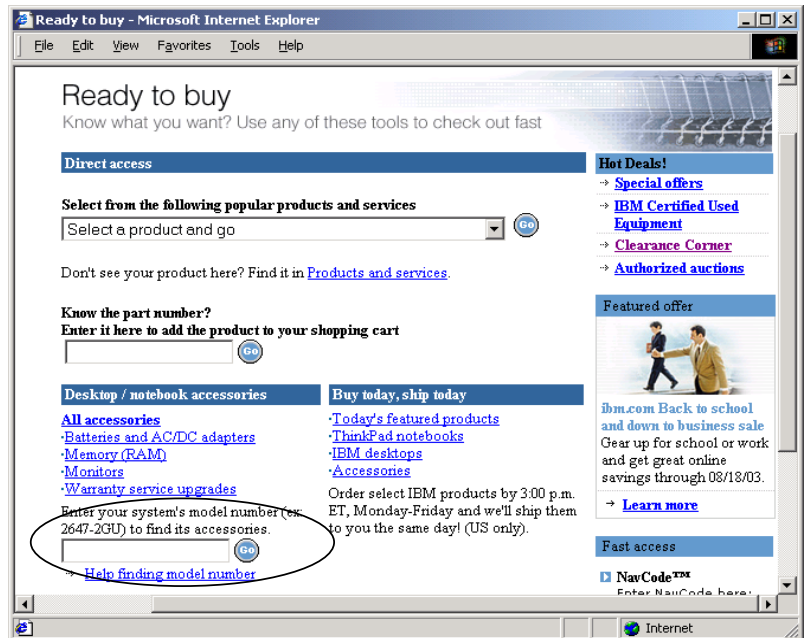 Ready to buy - Microsoft Internet Explorer
File Edit View Favorites Tools Help
Ready to buy
Know what you want? Use any of these tools to check out fast
Direct access
Select from the following popular products and services
Select a product and go
Go
Don't see your product here? Find it in Products and services.
Know the part number?
Enter it here to add the product to your shopping cart
Go
Desktop / notebook accessories
All accessories
·Batteries and AC/DC adapters
·Memory (RAM)
·Monitors
·Warranty service upgrades
Enter your system's model number (ex:
2647-2GU) to find its accessories.
Go
Help finding model number
Buy today, ship today
·Today's featured products
·ThinkPad notebooks
·IBM desktops
·Accessories
Order select IBM products by 3:00 p.m.
ET, Monday-Friday and we'll ship them
to you the same day! (US only).
Hot Deals!
Special offers
IBM Certified Used
Equipment
Clearance Corner
Authorized auctions
Featured offer
ibm.com Back to school
and down to business sale
Gear up for school or work
and get great online
savings through 08/18/03.
Learn more
Fast access
NavCode™
Enter NavCode here:
Internet